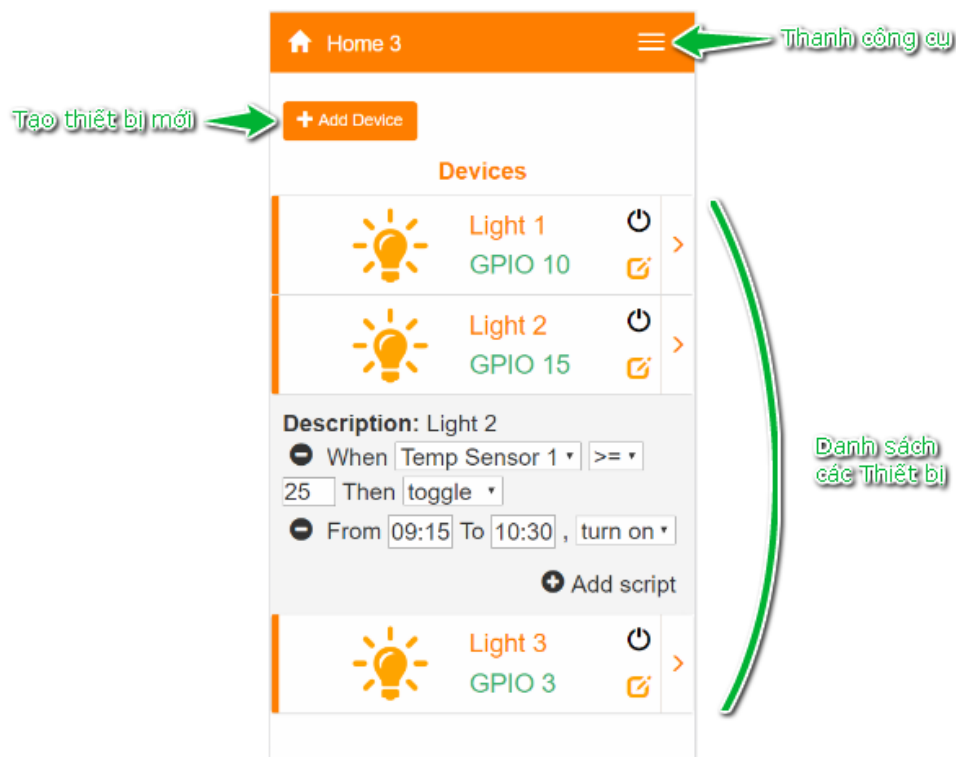 Home 3
Thanh công cụ
Tạo thiết bị mới
Add Device
Devices
Light 1
GPIO 10
Light 2
GPIO 15
Description: Light 2
When Temp Sensor 1 >=
25 Then toggle
From 09:15 To 10:30 , turn on
Add script
Danh sách
các Thiết bị
Light 3
GPIO 3